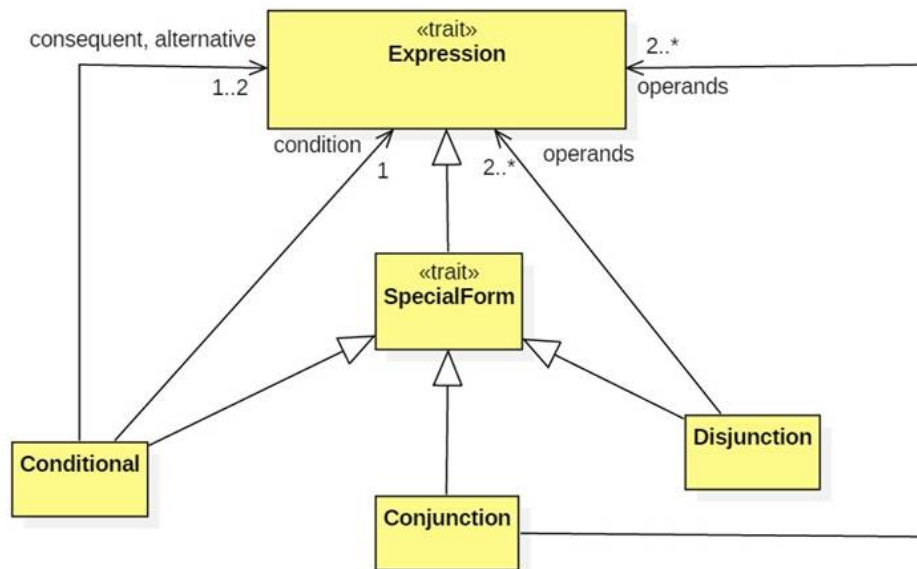 «trait»
Expression
consequent, alternative
1..2
2..*
operands
condition
1
2..*
operands
«trait»
SpecialForm
Conditional
Disjunction
Conjunction